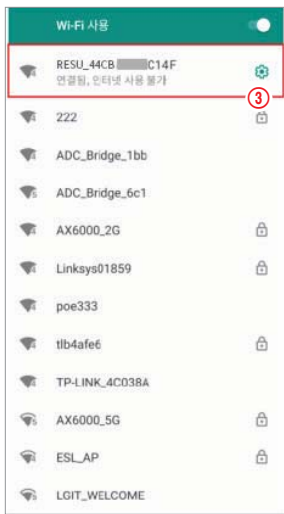 Wi-Fi 사용
RESU_44CB C14F
연결됨, 인터넷 사용 불가
③
222
ADC_Bridge_1bb
ADC_Bridge_6c1
AX6000_2G
Linksys01859
poe333
tlb4afe6
TP-LINK_4C038A
AX6000_5G
ESL_AP
LGIT_WELCOME